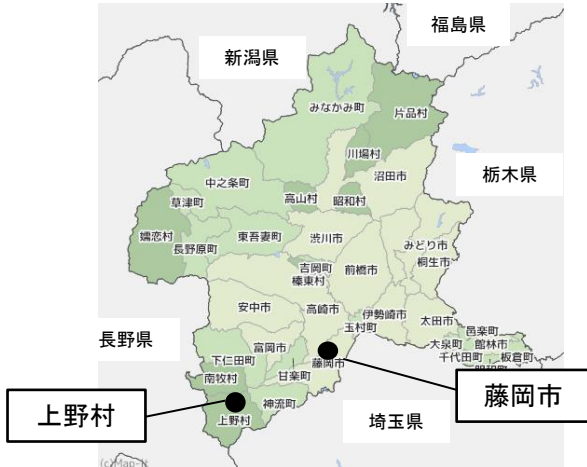 福島県
新潟県
みなかみ町
片品村
川場村
沼田市
栃木県
中之条町
草津町
高山村
昭和村
嬬恋村
長野原町
東吾妻町
渋川市
みどり市
桐生市
吉岡町
榛東村
前橋市
安中市
高崎市
伊勢崎市
太田市
玉村町
邑楽町
大泉町
館林市
千代田町
板倉町
長野県
富岡市
下仁田町
藤岡市
甘楽町
南牧村
神流町
上野村
上野村
藤岡市
埼玉県